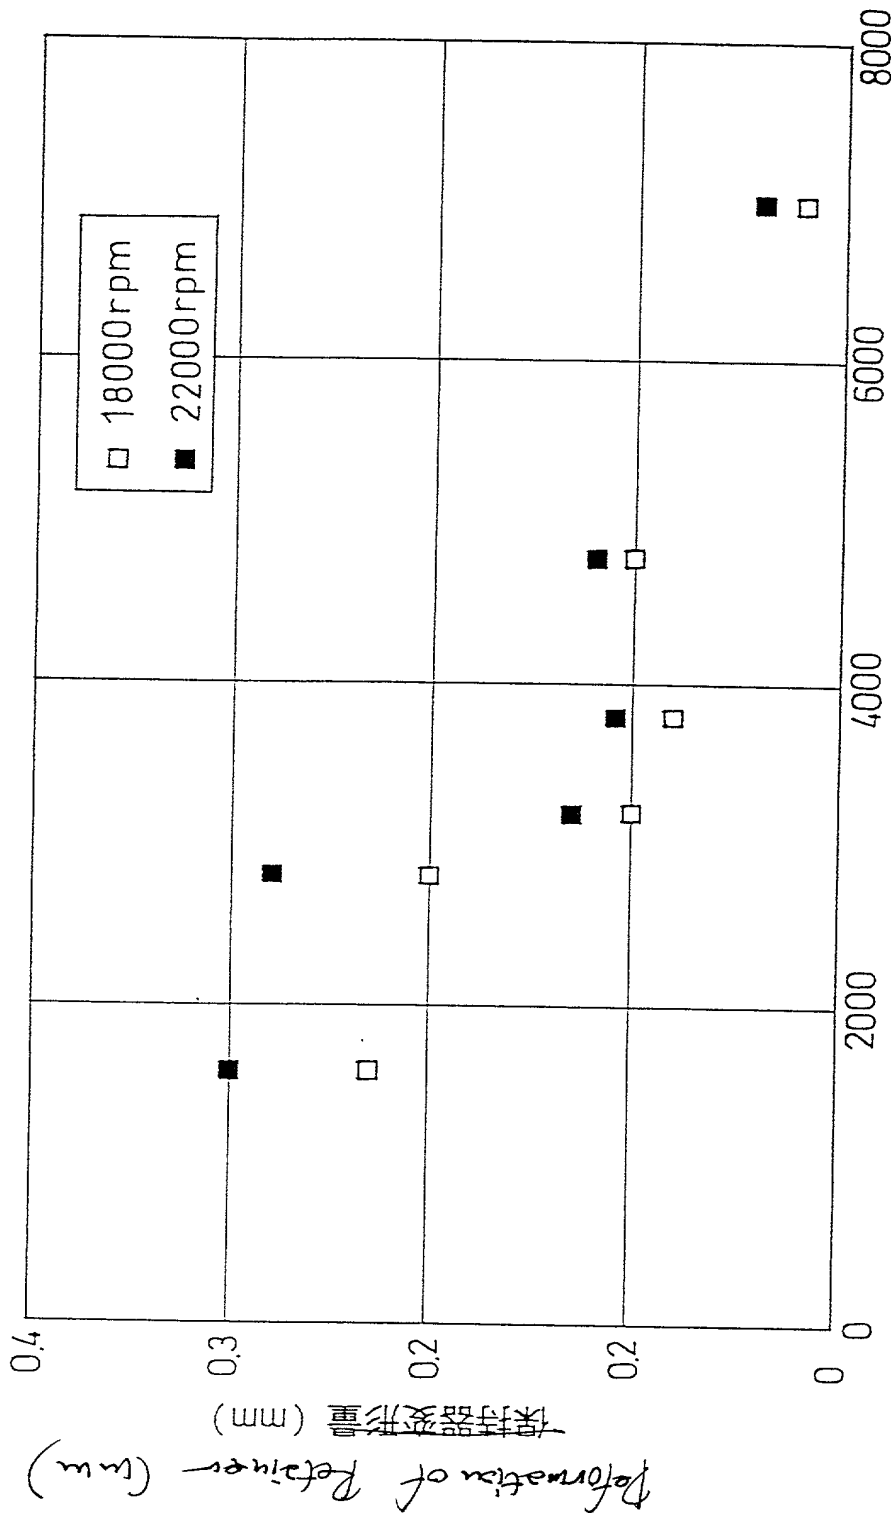 Deformation of Retainer (mm)
保持器変形量 (mm)
0.4
0.3
0.2
0.2
0
□ 18000rpm
■ 22000rpm
0
2000
4000
6000
8000